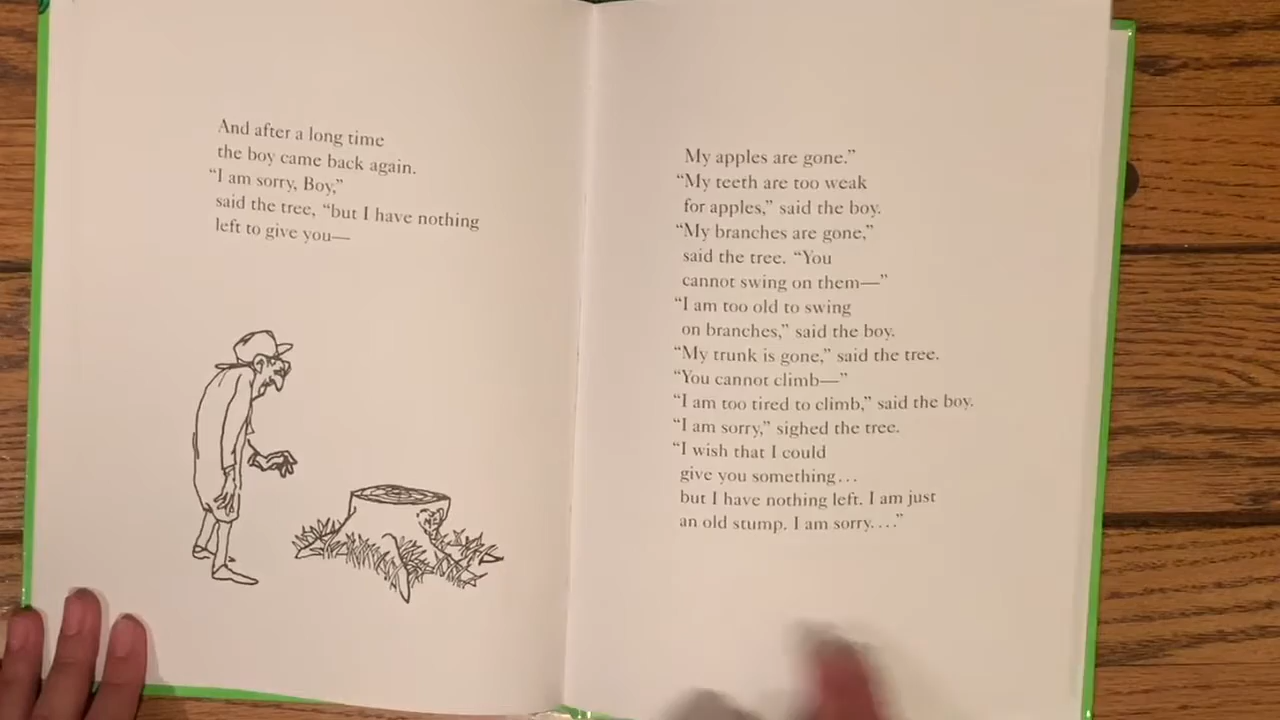 And after a long time
the boy came back again.
“I am sorry, Boy,”
said the tree, “but I have nothing
left to give you—
My apples are gone.”
“My teeth are too weak
for apples,” said the boy.
“My branches are gone,”
said the tree. “You
cannot swing on them—”
“I am too old to swing
on branches,” said the boy.
“My trunk is gone,” said the tree.
“You cannot climb—”
“I am too tired to climb,” said the boy.
“I am sorry,” sighed the tree.
“I wish that I could
give you something...
but I have nothing left. I am just
an old stump. I am sorry....”